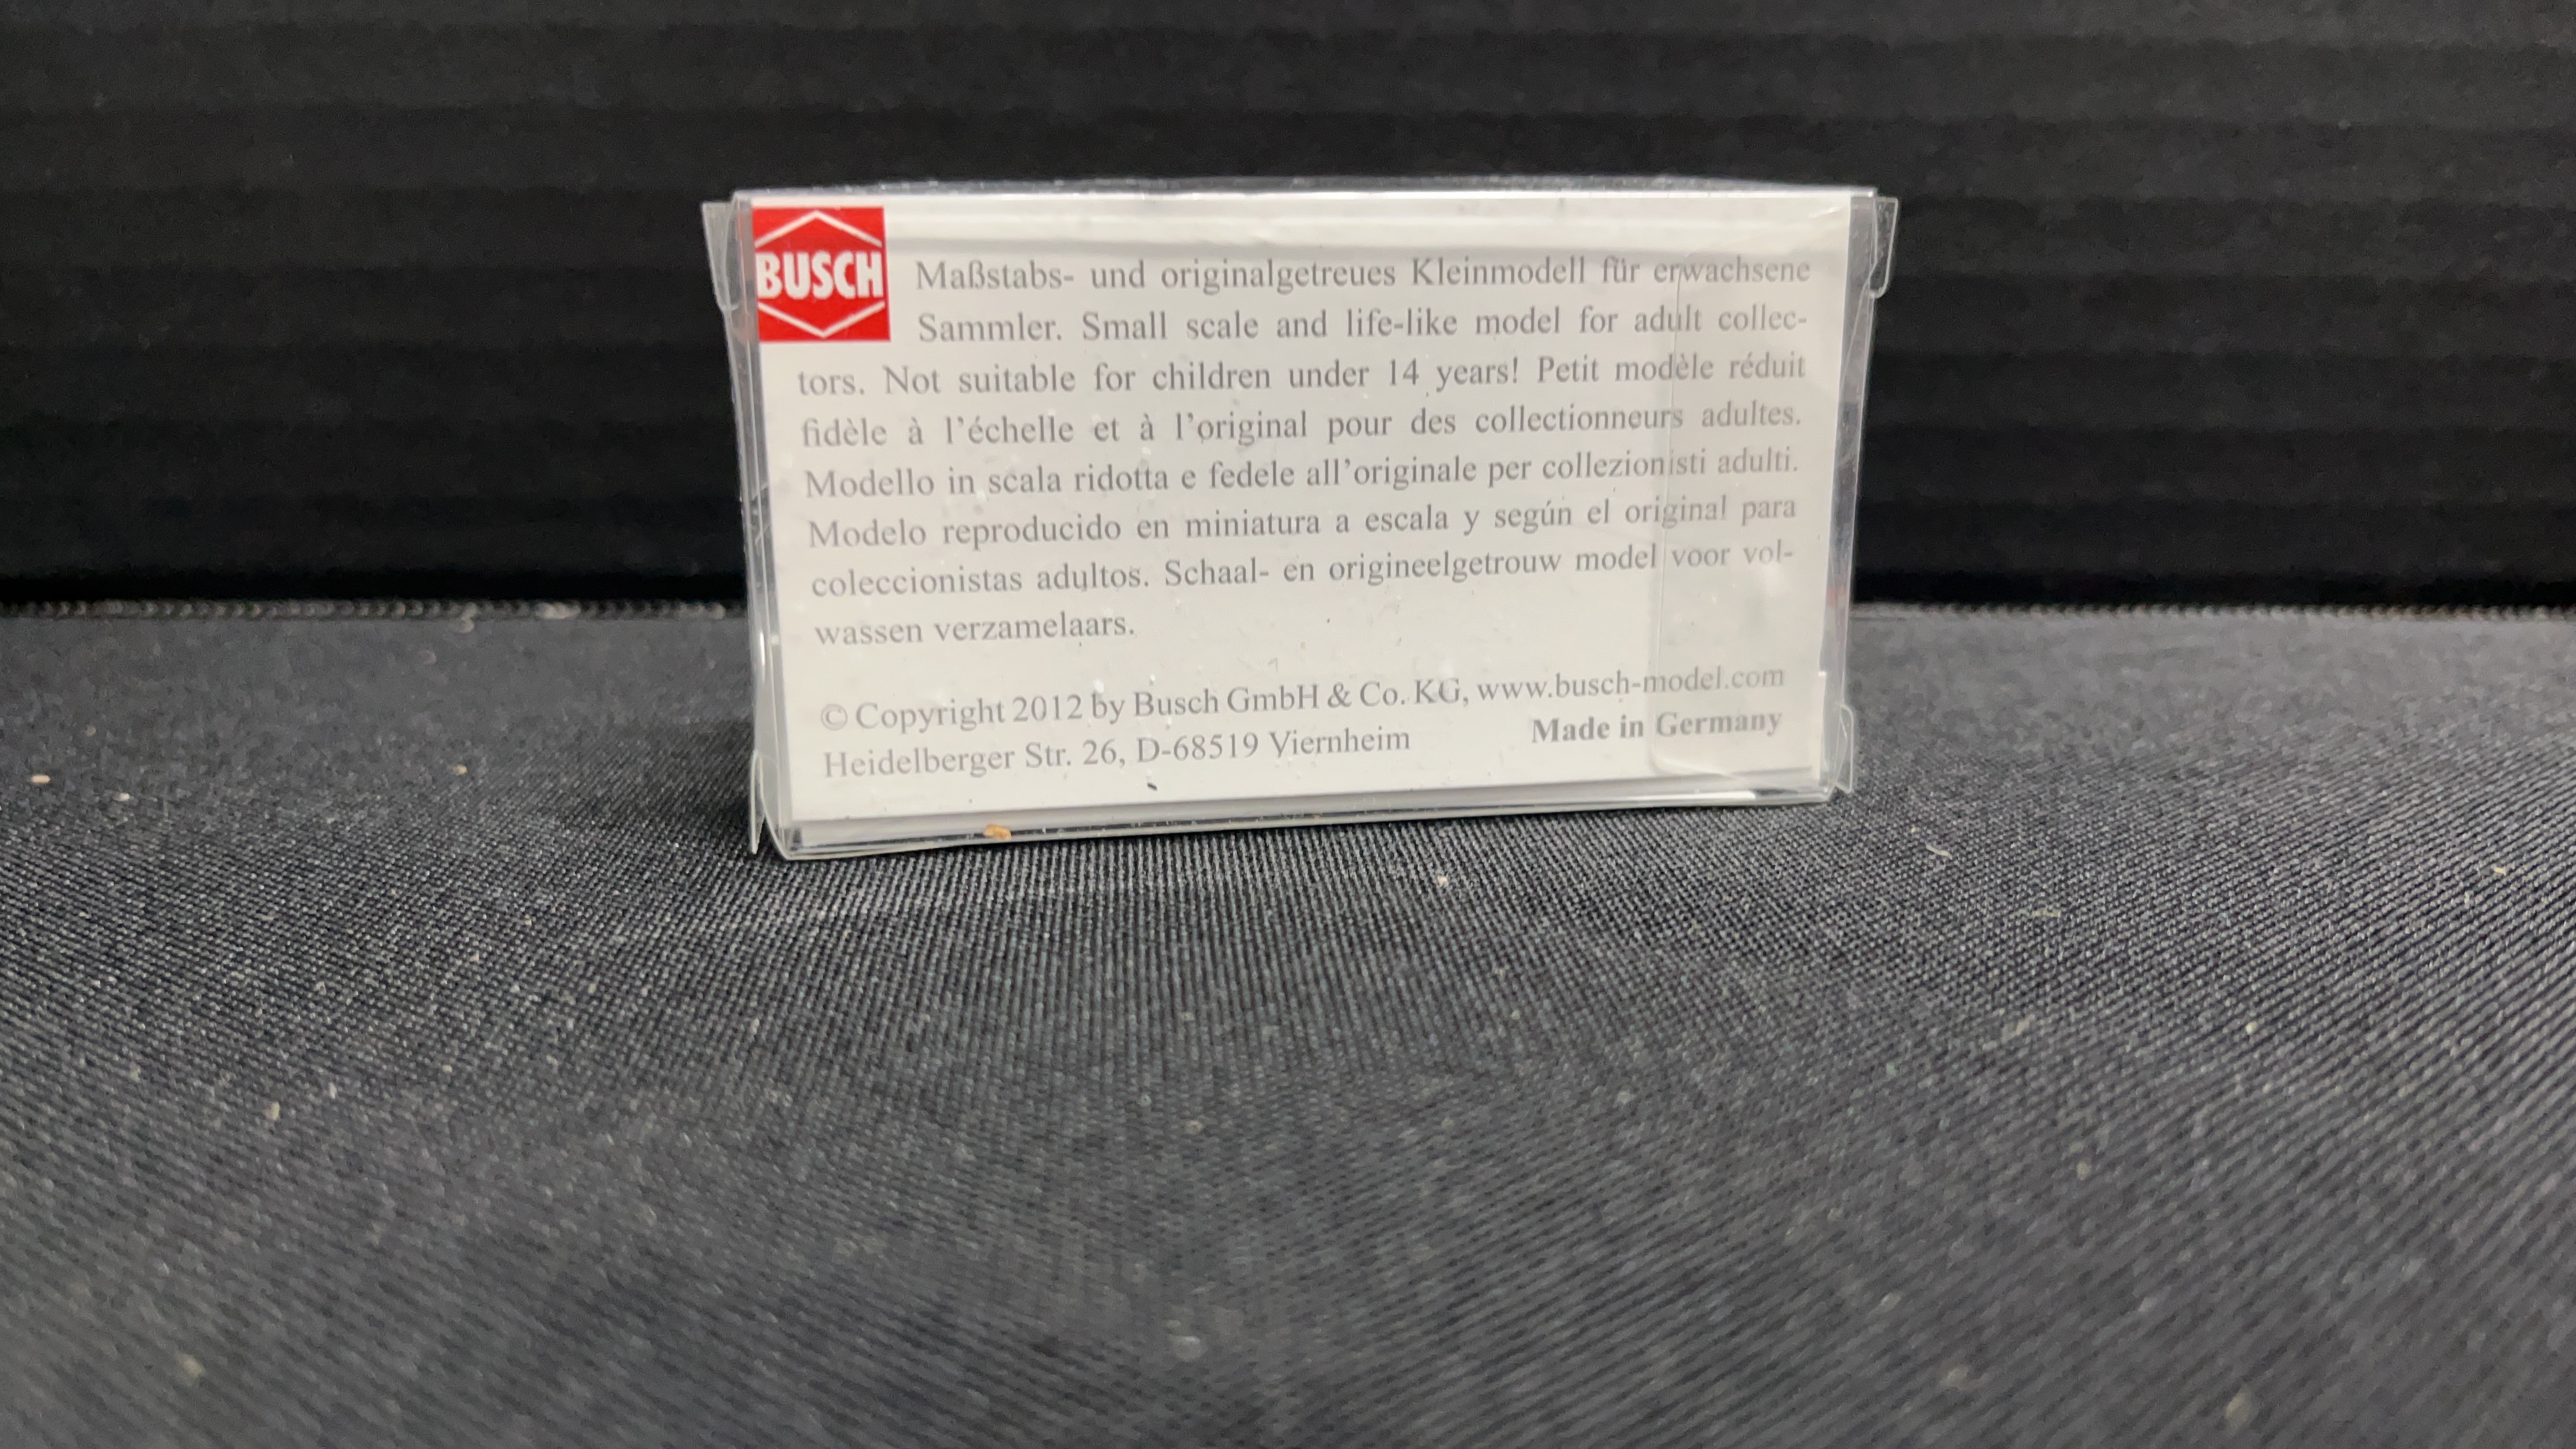 BUSCH
Maßstabs- und originalgetreues Kleinmodell für erwachsene
Sammler. Small scale and life-like model for adult collec-
tors. Not suitable for children under 14 years! Petit modèle réduit
fidèle à l'échelle et à l'original pour des collectionneurs adultes.
Modello in scala ridotta e fedele all'originale per collezionisti adulti.
Modelo reproducido en miniatura a escala y según el original para
coleccionistas adultos. Schaal- en origineelgetrouw model voor vol-
wassen verzamelaars.
© Copyright 2012 by Busch GmbH & Co. KG, www.busch-model.com
Heidelberger Str. 26, D-68519 Viernheim Made in Germany